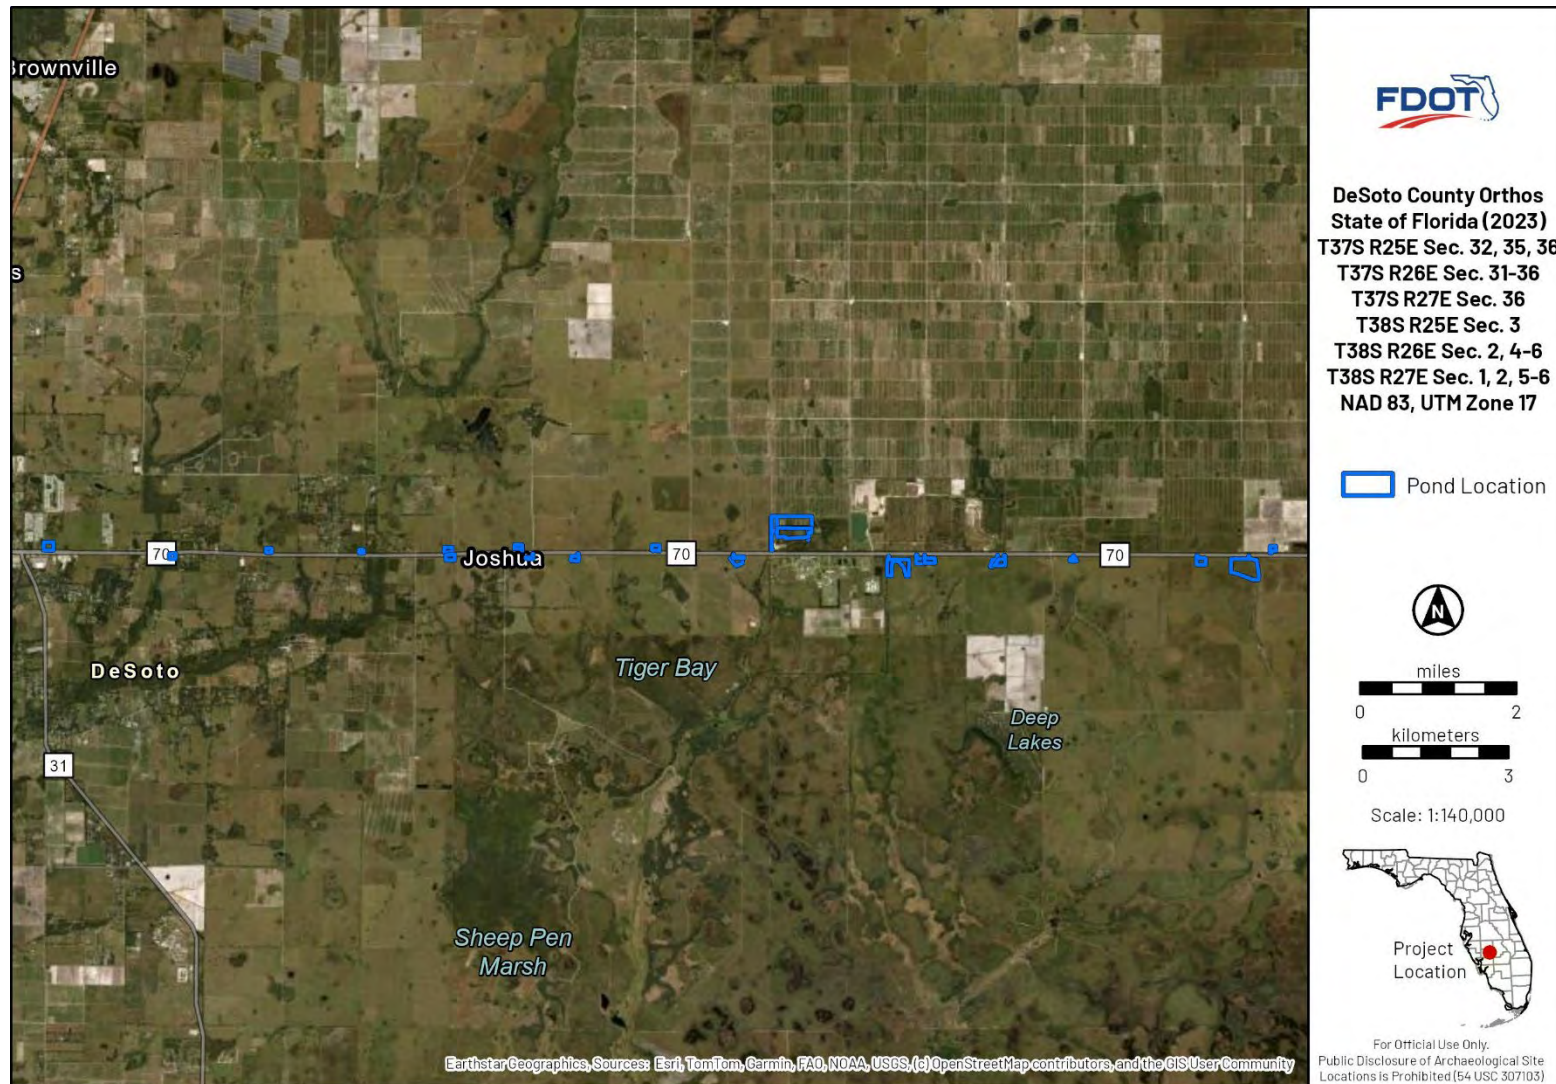 Brownville
s
70
Joshua
70
70
DeSoto
Tiger Bay
Deep
Lakes
31
Sheep Pen
Marsh
Earthstar Geographics, Sources: Esri, TomTom, Garmin, FAO, NOAA, USGS, (c) OpenStreetMap contributors, and the GIS User Community
FDOT
DeSoto County Orthos
State of Florida (2023)
T37S R25E Sec. 32, 35, 36
T37S R26E Sec. 31-36
T37S R27E Sec. 36
T38S R25E Sec. 3
T38S R26E Sec. 2, 4-6
T38S R27E Sec. 1, 2, 5-6
NAD 83, UTM Zone 17
Pond Location
N
miles
0 2
kilometers
0 3
Scale: 1:140,000
Project
Location
For Official Use Only.
Public Disclosure of Archaeological Site
Locations is Prohibited (54 USC 307103)